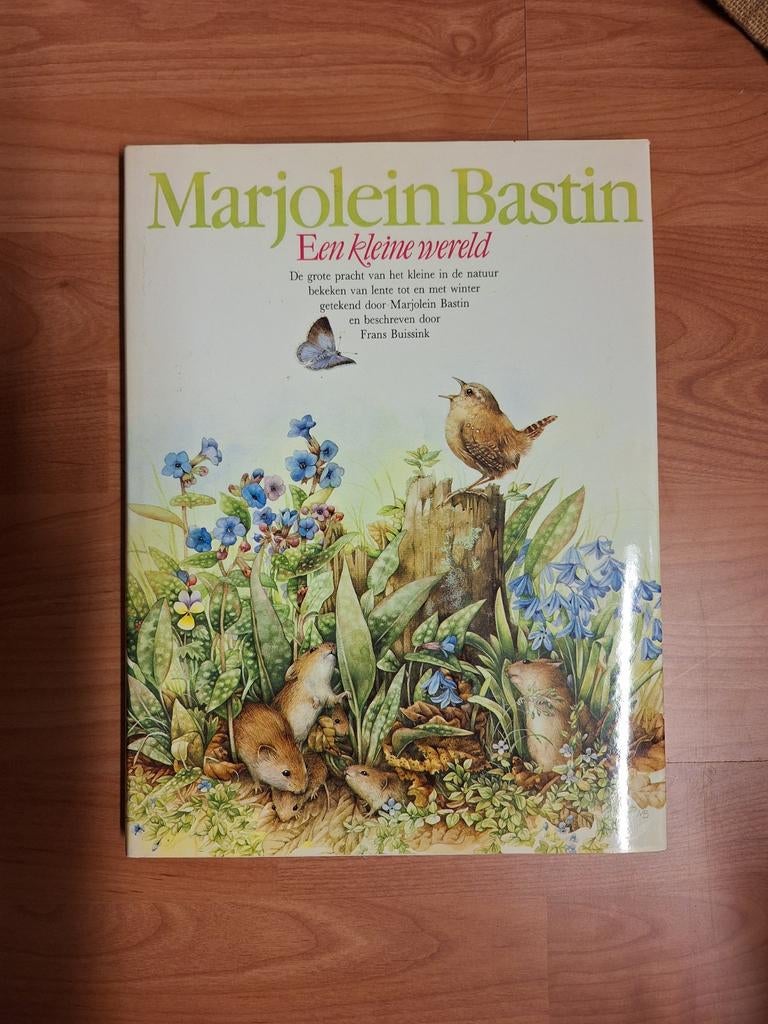 Marjolein Bastin
Een kleine wereld
De grote pracht van het kleine in de natuur
bekeken van lente tot en met winter
getekend door Marjolein Bastin
en beschreven door
Frans Buissink
MB